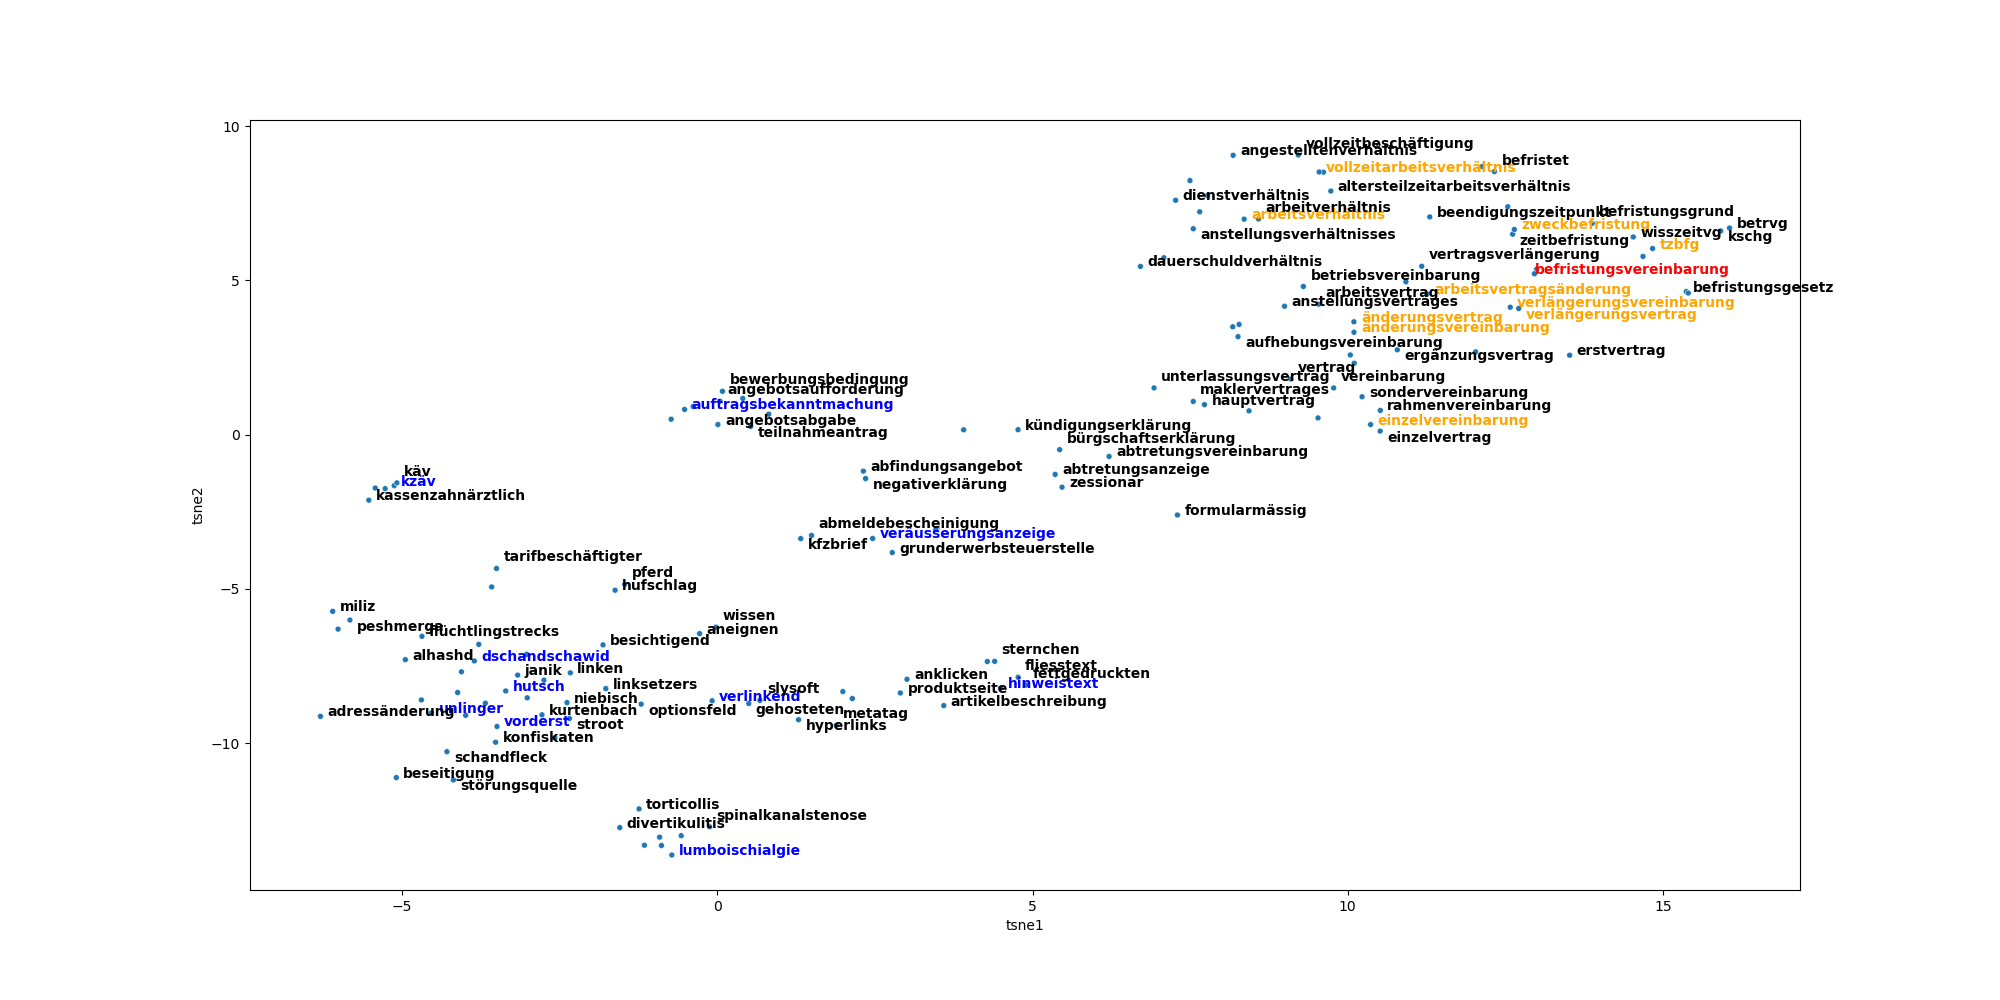 vollzeitbeschäftigung
angestelltenverhältnis
befristet
vollzeitarbeitsverhältnis
altersteilzeitarbeitsverhältnis
dienstverhältnis
arbeitverhältnis
arbeitsverhältnis
beendigungszeitpunkt
befristungsgrund
zweckbefristung
betrvg
wisszeitvg
kschg
anstellungsverhältnisses
zeitbefristung
tzbfg
vertragsverlängerung
dauerschuldverhältnis
befristungsvereinbarung
betriebsvereinbarung
arbeitsvertrag
arbeitsvertragsänderung
befristungsgesetz
anstellungsvertrages
verlängerungsvereinbarung
verlängerungsvertrag
änderungsvertrag
änderungsvereinbarung
aufhebungsvereinbarung
ergänzungsvertrag
erstvertrag
vertrag
unterlassungsvertrag
vereinbarung
maklervertrages
sondervereinbarung
hauptvertrag
rahmenvereinbarung
einzelvereinbarung
einzelvertrag
bewerbungsbedingung
angebotsaufforderung
auftragsbekanntmachung
angebotsabgabe
teilnahmeantrag
kündigungserklärung
bürgschaftserklärung
abtretungsvereinbarung
abfindungsangebot
abtretungsanzeige
negativerklärung
zessionar
käv
kzäv
kassenzahnärztlich
formularmässig
abmeldebescheinigung
veräusserungsanzeige
kfzbrief
grunderwerbsteuerstelle
tarifbeschäftigter
pferd
hufschlag
miliz
peshmerga
flüchtlingstrecks
wissen
aneignen
besichtigend
alhashd
dschandschawid
janik
linken
hutsch
linksetzers
niebisch
verlinkend
slysoft
sternchen
fliesstext
fettgedruckten
anklicken
hinweistext
produktseite
artikelbeschreibung
adressänderung
unlinger
kurtenbach
optionsfeld
gehosteten
metatag
hyperlinks
vorderst
stroot
konfiskaten
schandfleck
beseitigung
störungsquelle
torticollis
spinalkanalstenose
divertikulitis
lumboischialgie
10
5
0
−5
−10
tsne2
−5
0
5
10
15
tsne1